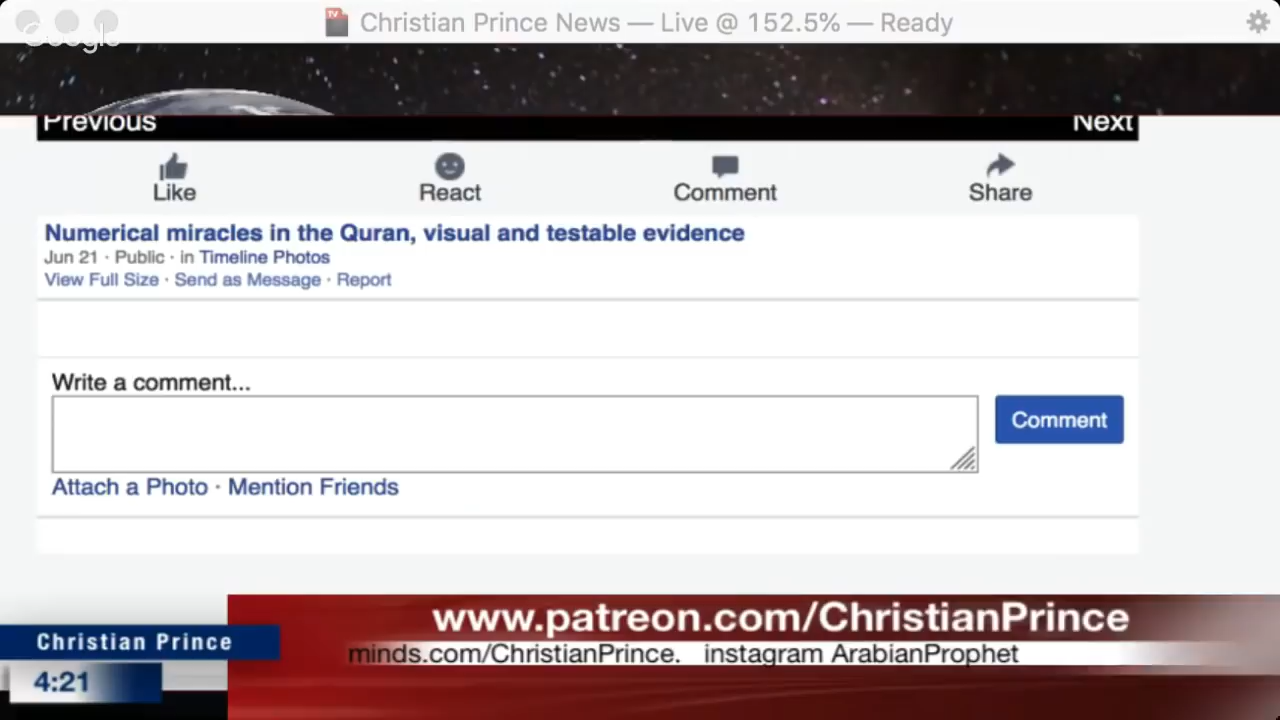 Christian Prince News — Live @ 152.5% — Ready
Google
Previous
Next
Like
React
Comment
Share
Numerical miracles in the Quran, visual and testable evidence
Jun 21 · Public · in Timeline Photos
View Full Size · Send as Message · Report
Write a comment...
Comment
Attach a Photo · Mention Friends
www.patreon.com/ChristianPrince
Christian Prince
minds.com/ChristianPrince. instagram ArabianProphet
4:21